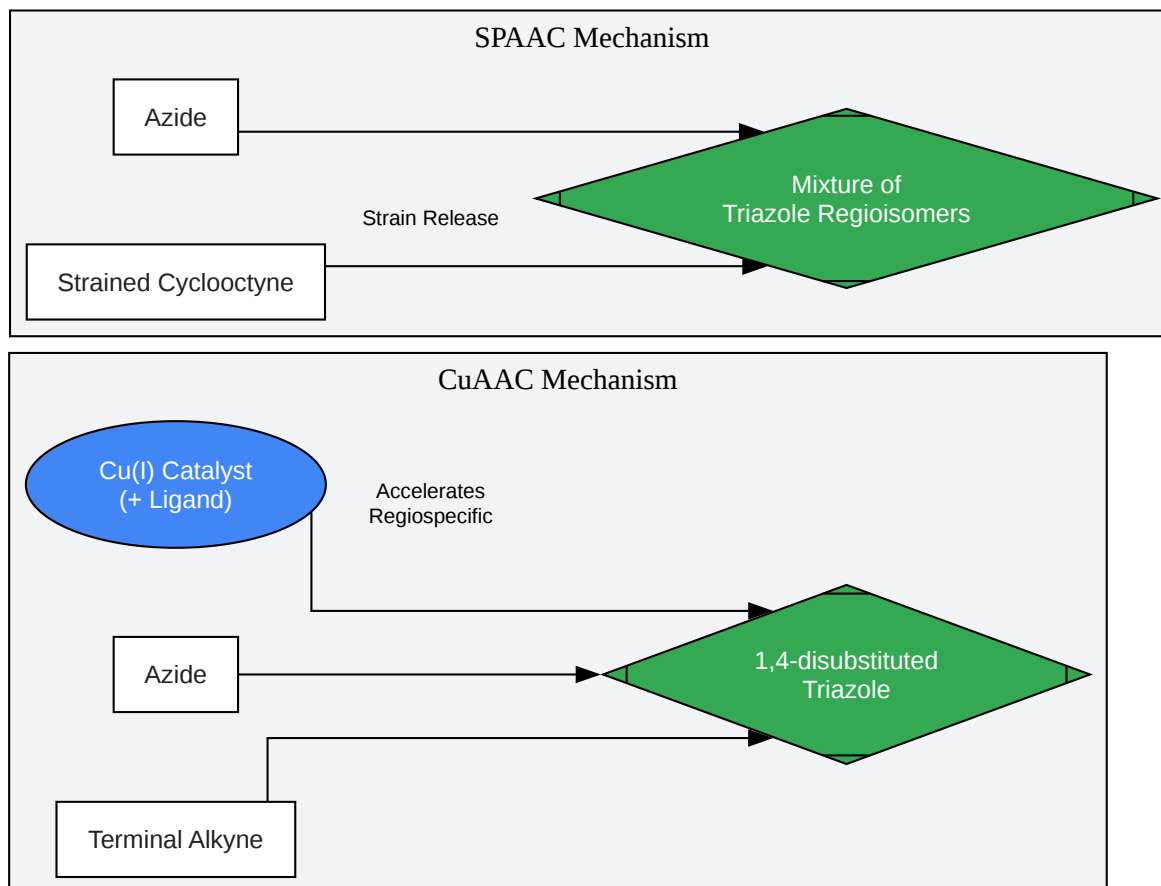 SPAAC Mechanism
Azide
Mixture of
Triazole Regioisomers
Strain Release
Strained Cyclooctyne
CuAAC Mechanism
Cu(I) Catalyst
(+ Ligand)
Accelerates
Regiospecific
Azide
1,4-disubstituted
Triazole
Terminal Alkyne